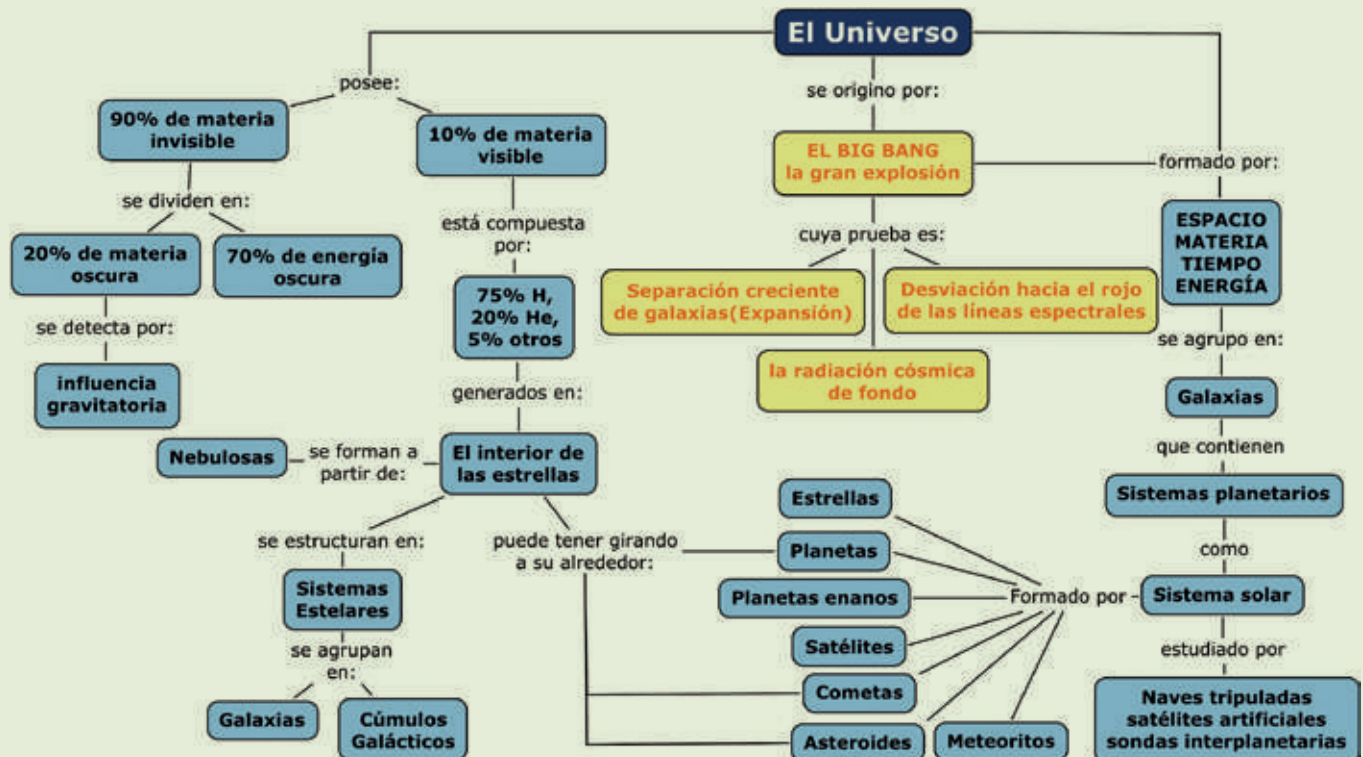 El Universo
posee:
90% de materia
invisible
se dividen en:
20% de materia
oscura
70% de energía
oscura
se detecta por:
influencia
gravitatoria
10% de materia
visible
está compuesta
por:
75% H,
20% He,
5% otros
generados en:
El interior de
las estrellas
se forman a
partir de:
Nebulosas
se estructuran en:
Sistemas
Estelares
se agrupan
en:
Galaxias
Cúmulos
Galácticos
puede tener girando
a su alrededor:
se origino por:
EL BIG BANG
la gran explosión
cuya prueba es:
Separación creciente
de galaxias(Expansión)
la radiación cósmica
de fondo
Desviación hacia el rojo
de las líneas espectrales
formado por:
ESPACIO
MATERIA
TIEMPO
ENERGÍA
se agrupo en:
Galaxias
que contienen
Sistemas planetarios
como
Sistema solar
Formado por
Estrellas
Planetas
Planetas enanos
Satélites
Cometas
Asteroides
Meteoritos
estudiado por
Naves tripuladas
satélites artificiales
sondas interplanetarias